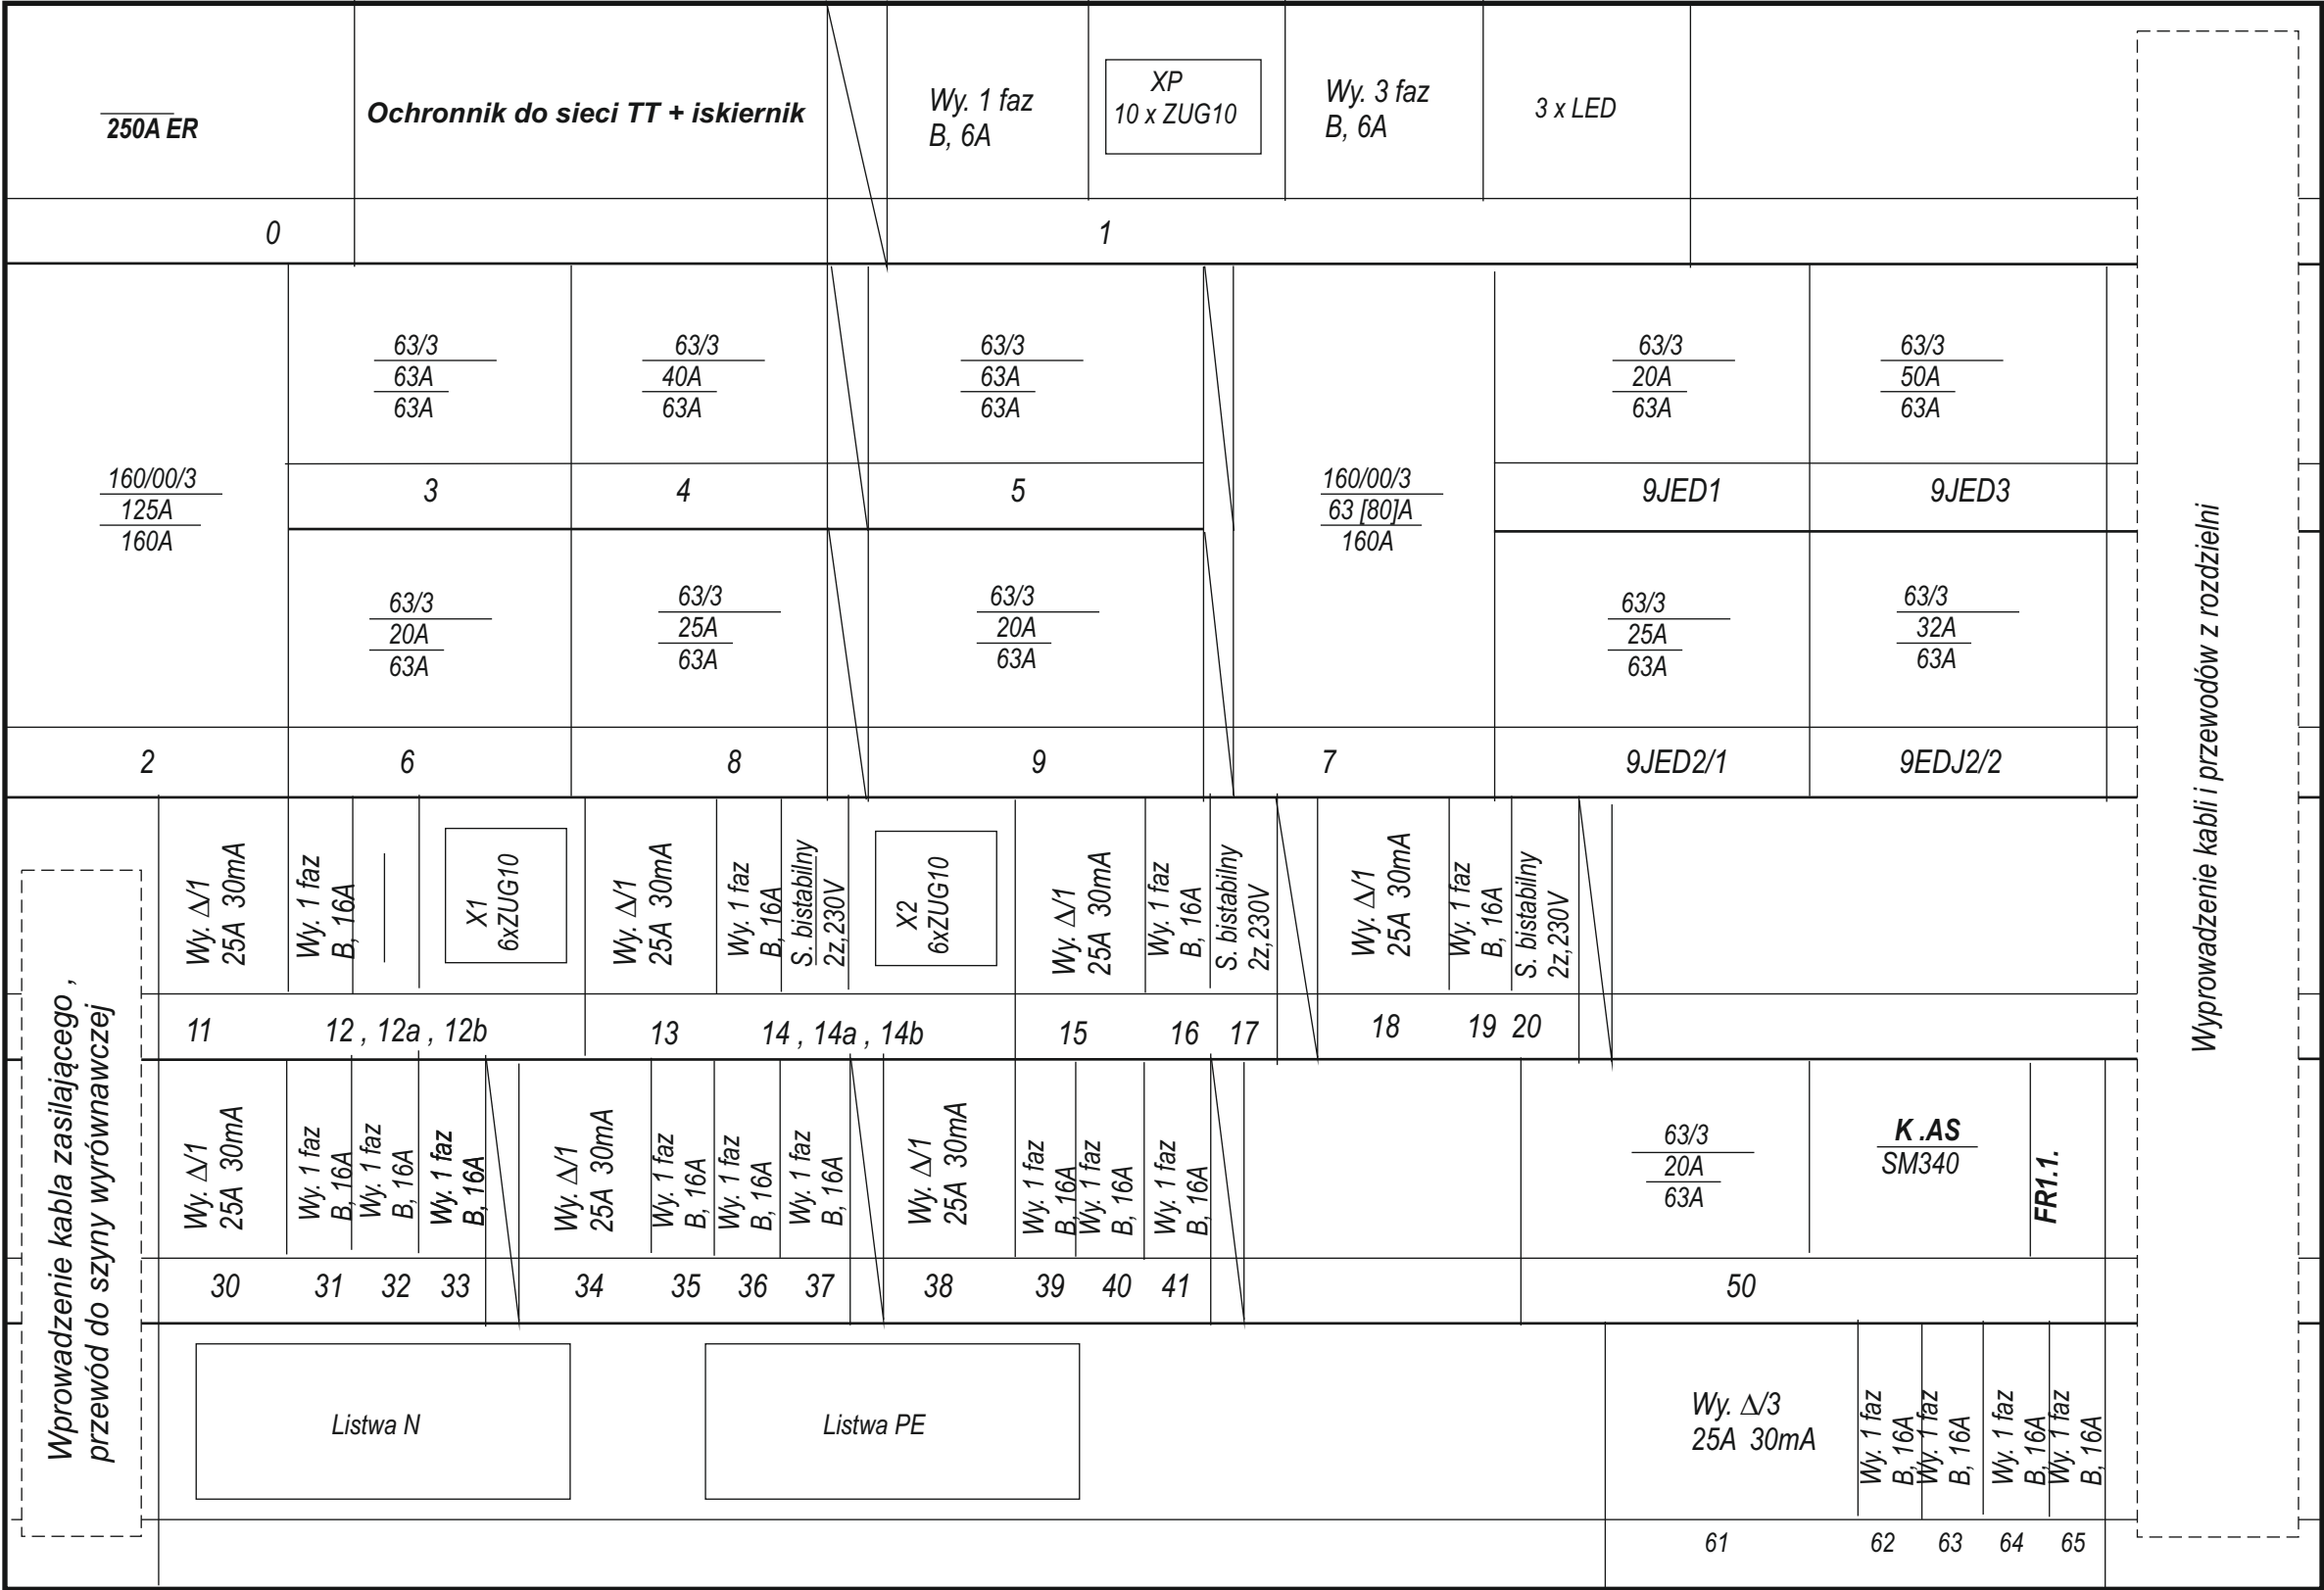 250A ER
Ochronnik do sieci TT + iskiernik
Wy. 1 faz
B, 6A
XP
10 x ZUG10
Wy. 3 faz
B, 6A
3 x LED
0
1
160/00/3
125A
160A
63/3
63A
63A
63/3
40A
63A
63/3
63A
63A
160/00/3
63 [80]A
160A
63/3
20A
63A
63/3
50A
63A
3
4
5
9JED1
9JED3
63/3
20A
63A
63/3
25A
63A
63/3
20A
63A
63/3
25A
63A
63/3
32A
63A
2
6
8
9
7
9JED2/1
9EDJ2/2
Wy. Δ/1
25A 30mA
Wy. 1 faz
B, 16A
X1
6xZUG10
Wy. Δ/1
25A 30mA
Wy. 1 faz
B, 16A
S. bistabilny
2z,230V
X2
6xZUG10
Wy. Δ/1
25A 30mA
Wy. 1 faz
B, 16A
S. bistabilny
2z,230V
Wy. Δ/1
25A 30mA
Wy. 1 faz
B, 16A
S. bistabilny
2z,230V
11
12 , 12a , 12b
13
14 , 14a , 14b
15
16
17
18
19
20
Wy. Δ/1
25A 30mA
Wy. 1 faz
B, 16A
Wy. 1 faz
B, 16A
Wy. 1 faz
B, 16A
Wy. Δ/1
25A 30mA
Wy. 1 faz
B, 16A
Wy. 1 faz
B, 16A
Wy. 1 faz
B, 16A
Wy. Δ/1
25A 30mA
Wy. 1 faz
B, 16A
Wy. 1 faz
B, 16A
Wy. 1 faz
B, 16A
63/3
20A
63A
K .AS
SM340
FR1.1.
30
31
32
33
34
35
36
37
38
39
40
41
50
Listwa N
Listwa PE
Wy. Δ/3
25A 30mA
Wy. 1 faz
B, 16A
Wy. 1 faz
B, 16A
Wy. 1 faz
B, 16A
Wy. 1 faz
B, 16A
61
62
63
64
65
Wprowadzenie kabla zasilającego ,
przewód do szyny wyrównawczej
Wyprowadzenie kabli i przewodów z rozdzielni